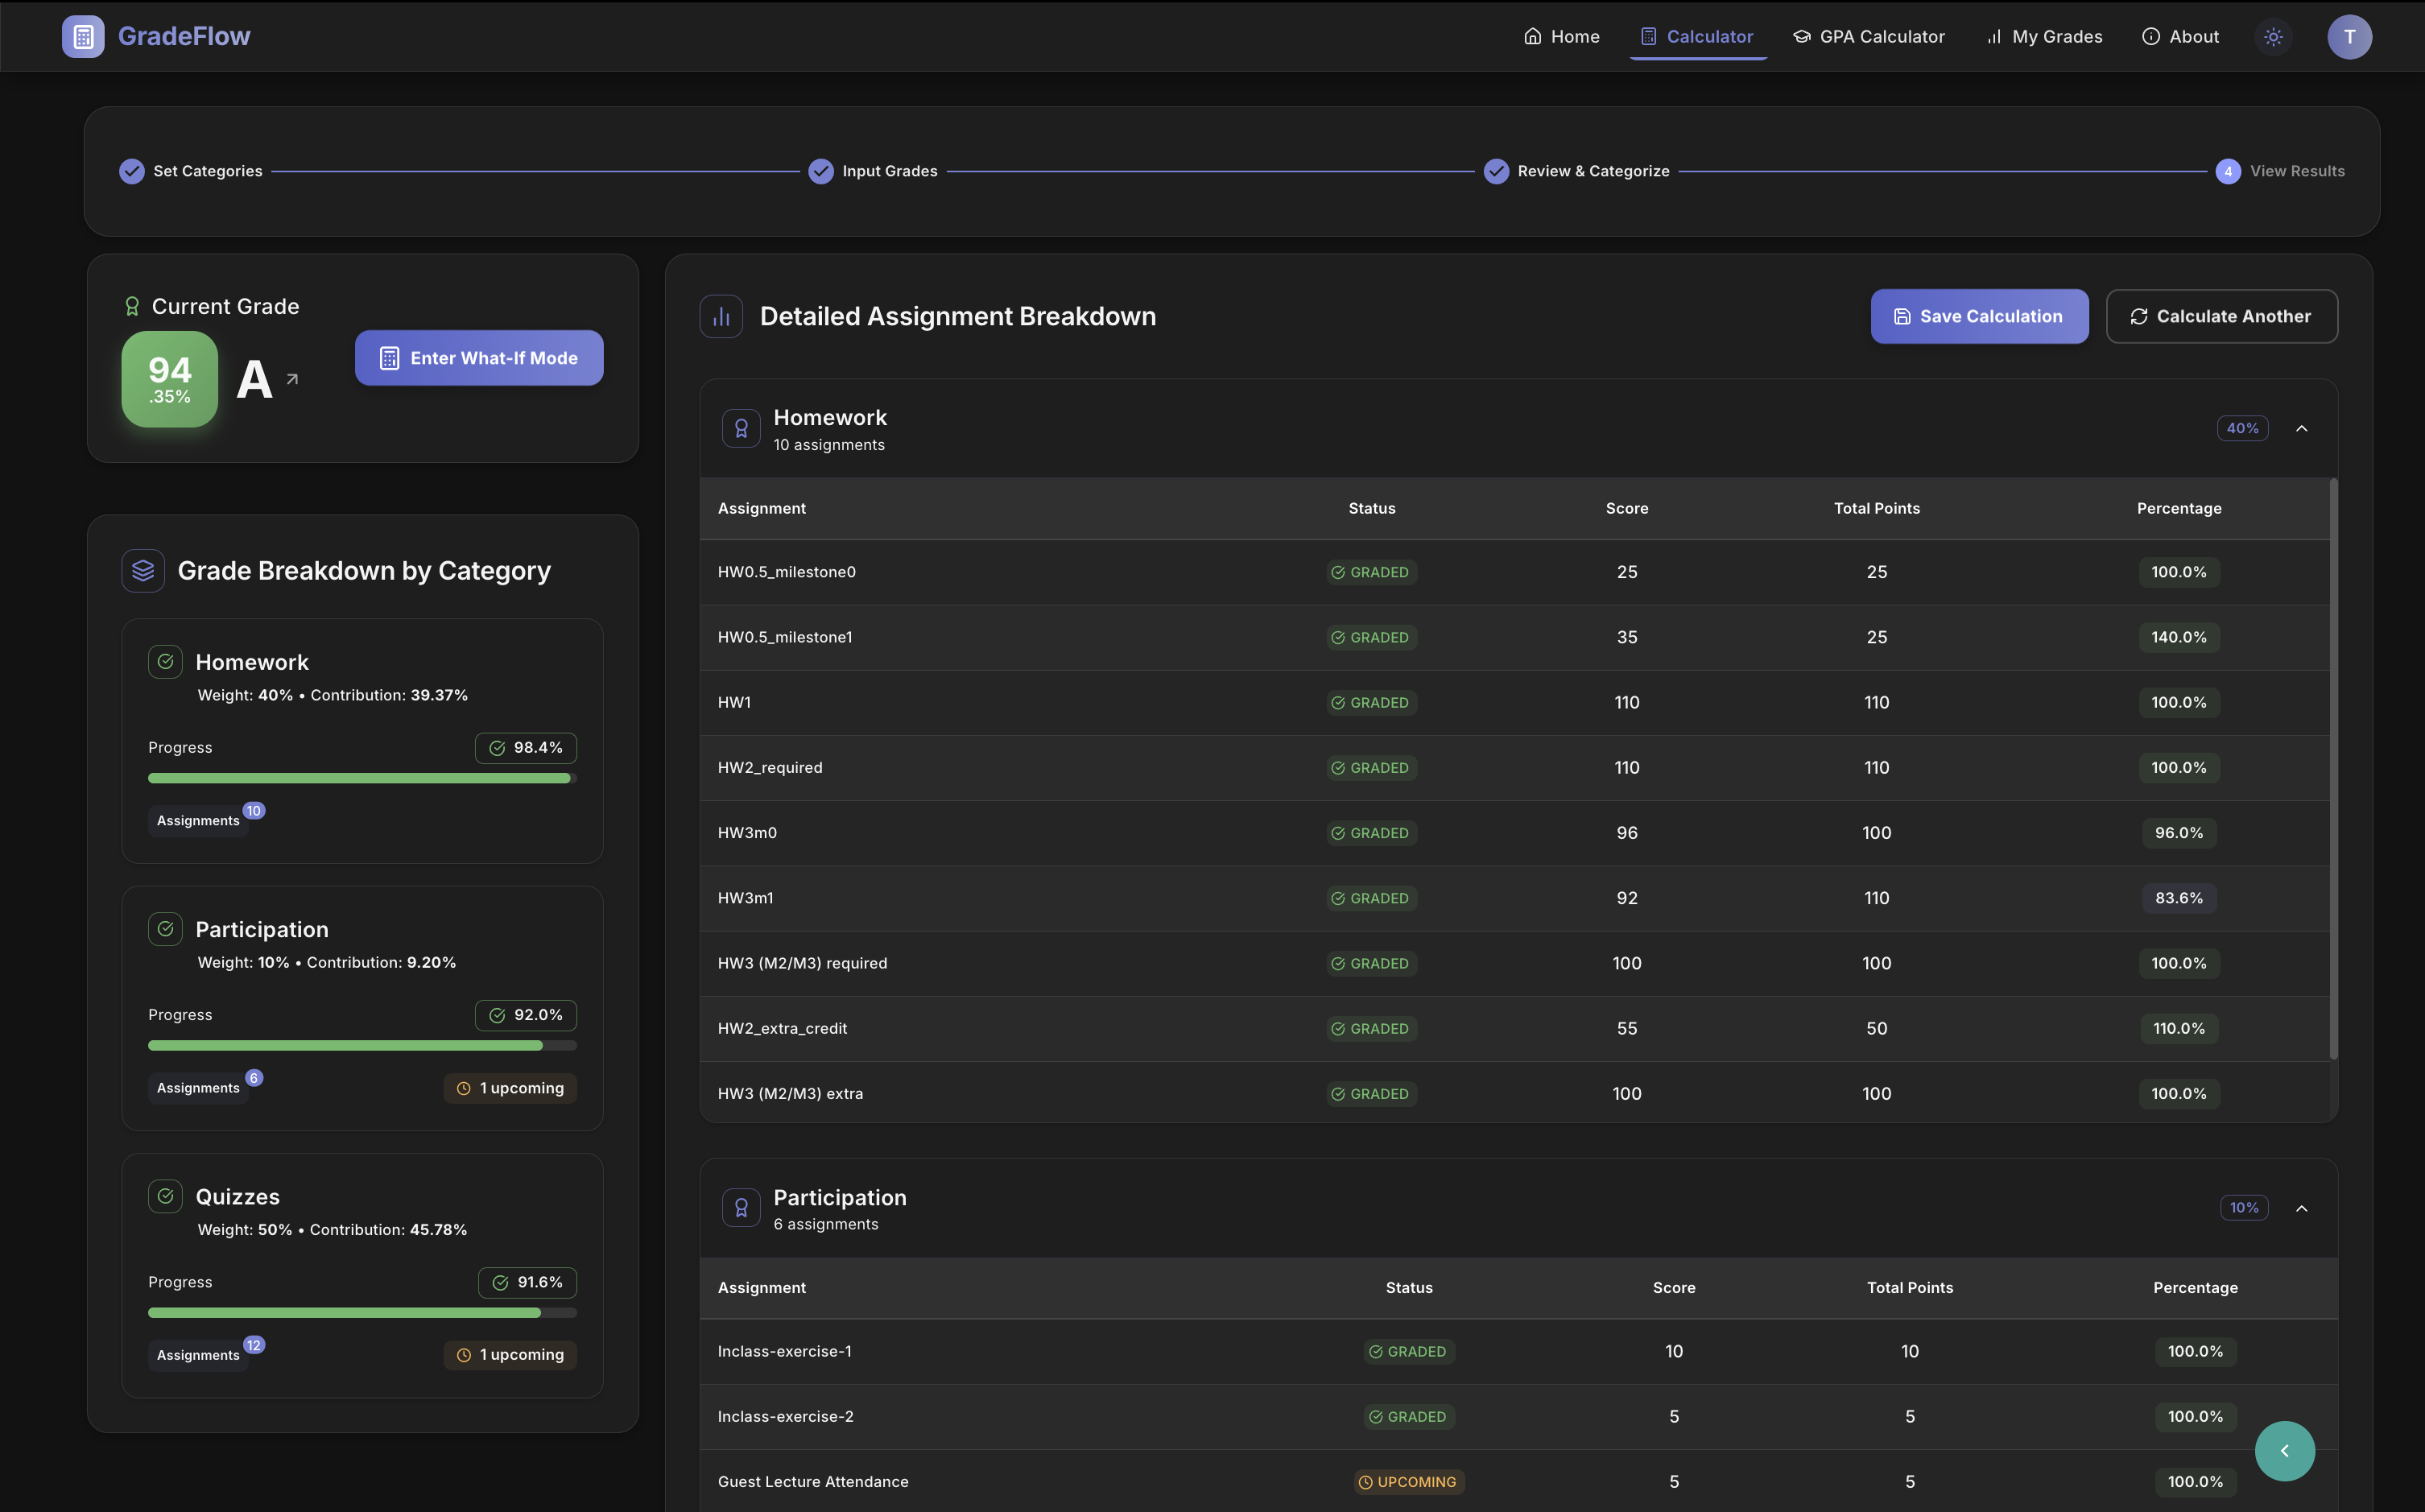 GradeFlow
Home
Calculator
GPA Calculator
My Grades
About
T
Set Categories
Input Grades
Review & Categorize
4 View Results
Current Grade
94
.35%
A
Enter What-If Mode
Grade Breakdown by Category
Homework
Weight: 40% • Contribution: 39.37%
Progress
98.4%
Assignments
10
Participation
Weight: 10% • Contribution: 9.20%
Progress
92.0%
Assignments
6
1 upcoming
Quizzes
Weight: 50% • Contribution: 45.78%
Progress
91.6%
Assignments
12
1 upcoming
Detailed Assignment Breakdown
Save Calculation
Calculate Another
Homework
10 assignments
40%
Assignment Status Score Total Points Percentage
HW0.5_milestone0 GRADED 25 25 100.0%
HW0.5_milestone1 GRADED 35 25 140.0%
HW1 GRADED 110 110 100.0%
HW2_required GRADED 110 110 100.0%
HW3m0 GRADED 96 100 96.0%
HW3m1 GRADED 92 110 83.6%
HW3 (M2/M3) required GRADED 100 100 100.0%
HW2_extra_credit GRADED 55 50 110.0%
HW3 (M2/M3) extra GRADED 100 100 100.0%
Participation
6 assignments
10%
Assignment Status Score Total Points Percentage
Inclass-exercise-1 GRADED 10 10 100.0%
Inclass-exercise-2 GRADED 5 5 100.0%
Guest Lecture Attendance UPCOMING 5 5 100.0%